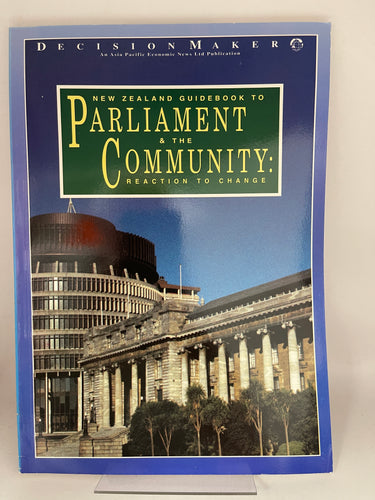 DECISION MAKER
An Asia Pacific Economic News Ltd Publication
NEW ZEALAND GUIDEBOOK TO
PARLIAMENT
& THE
COMMUNITY:
REACTION TO CHANGE